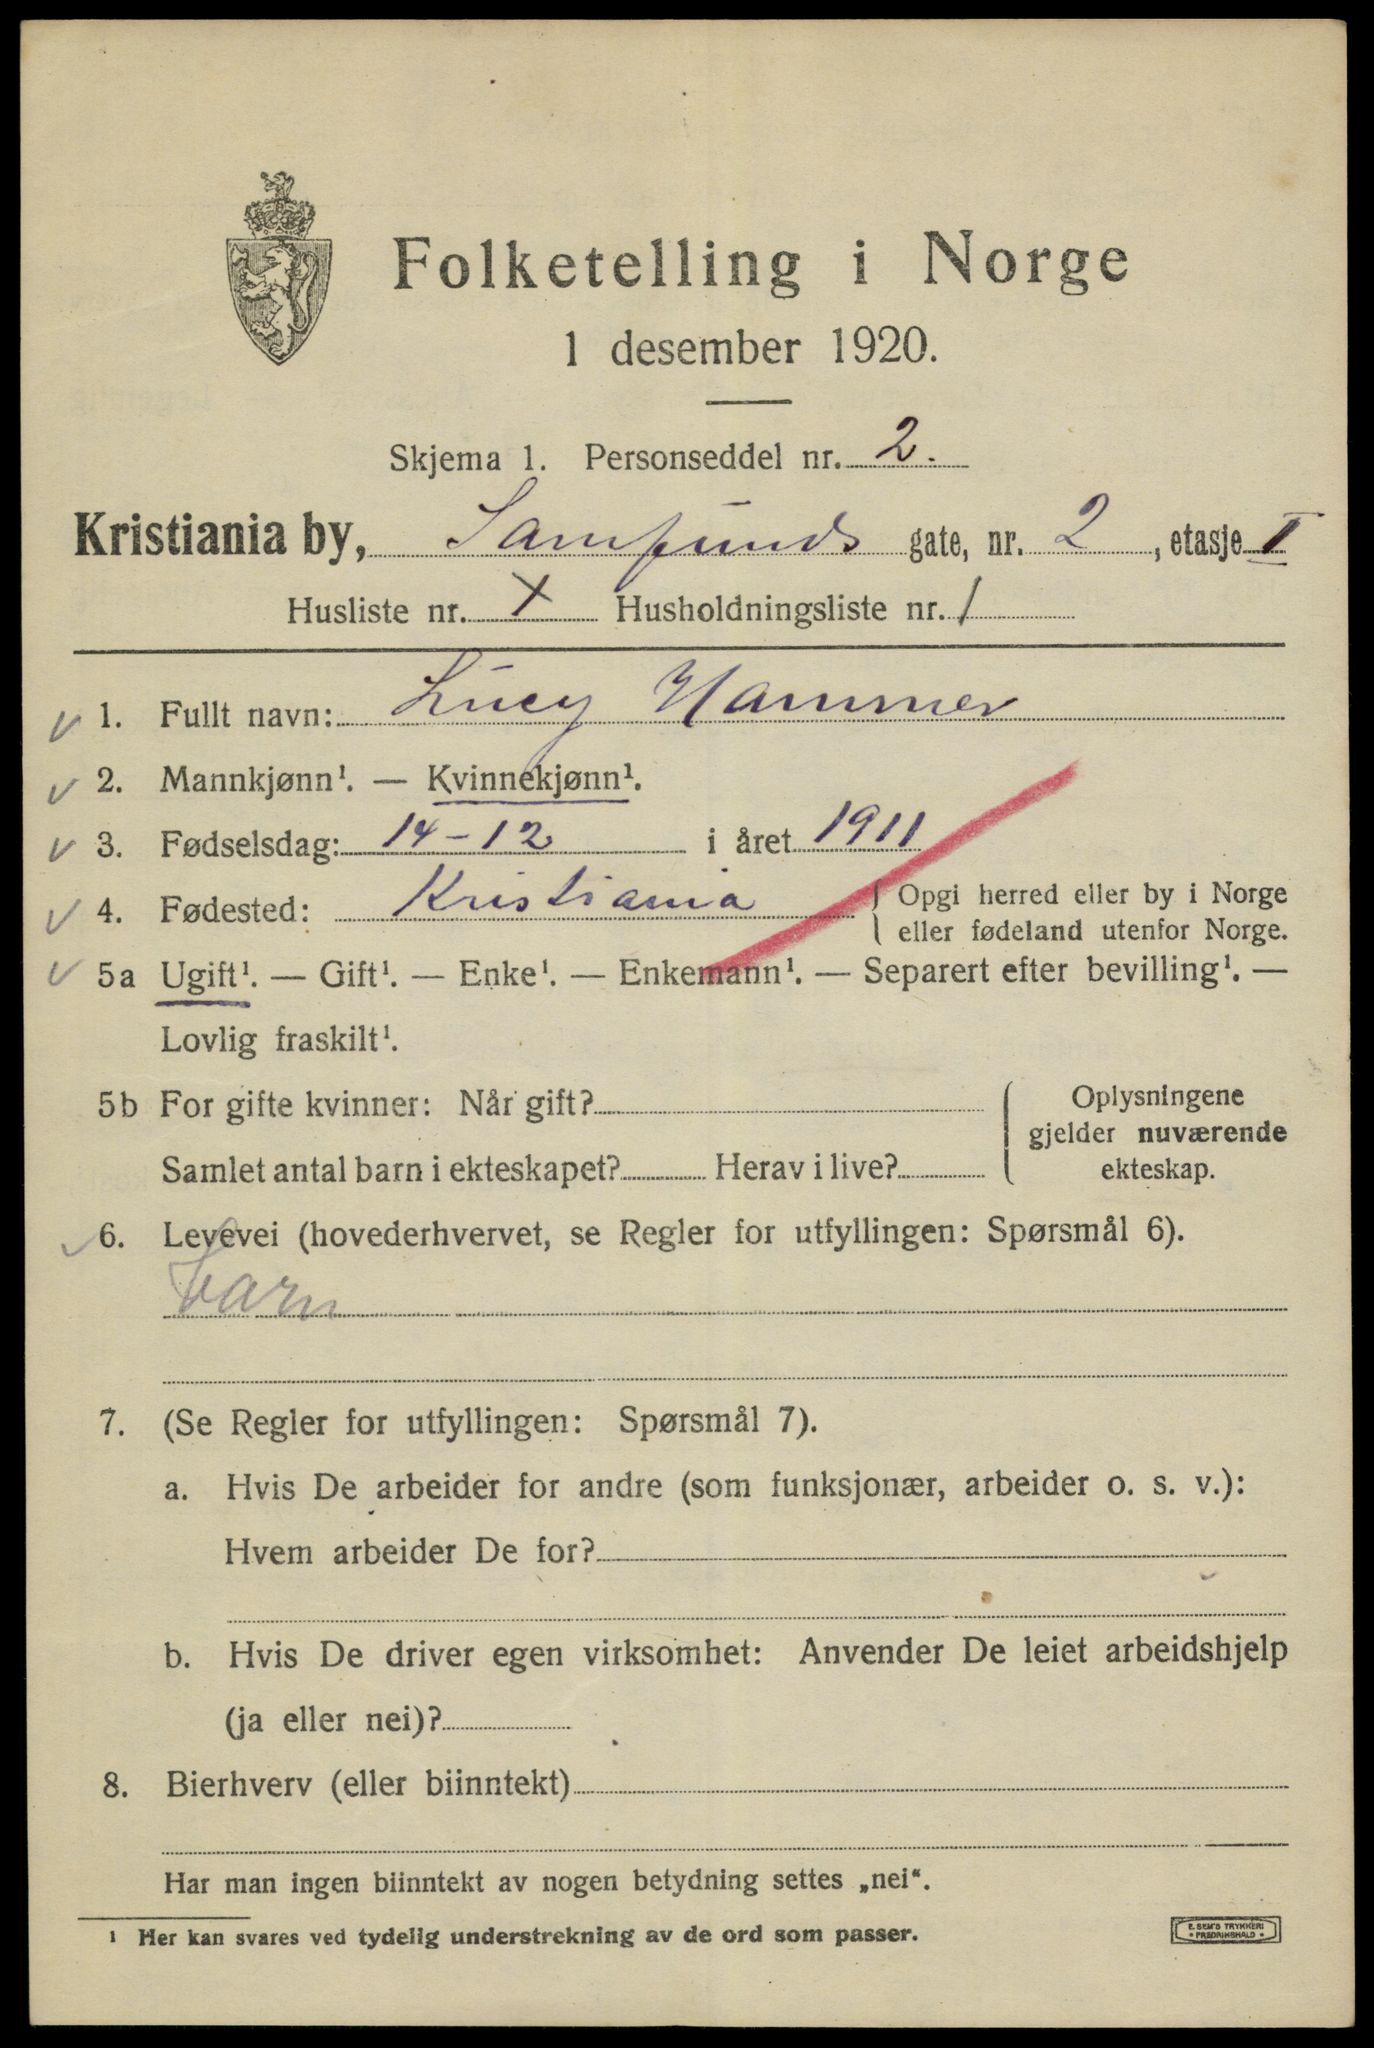 Folketelling i Norge
1 desember 1920.
Skjema 1. Personseddel nr. 2.
Kristiania by, Samfunds gate, nr. 2, etasje I
Husliste nr. X Husholdningsliste nr. 1
1. Fullt navn: Lucy Hammer
2. Mannkjønn¹. — Kvinnekjønn¹.
3. Fødselsdag: 14-12 i året 1911
4. Fødested: Kristiania Opgi herred eller by i Norge
eller fødeland utenfor Norge.
5a Ugift¹. — Gift¹. — Enke¹. — Enkemann¹. — Separert efter bevilling¹. —
Lovlig fraskilt¹.
5b For gifte kvinner: Når gift? Oplysningene
gjelder nuværende
Samlet antal barn i ekteskapet? Herav i live? ekteskap.
6. Levevei (hovederhvervet, se Regler for utfyllingen: Spørsmål 6).
barn
7. (Se Regler for utfyllingen: Spørsmål 7).
a. Hvis De arbeider for andre (som funksjonær, arbeider o. s. v.):
Hvem arbeider De for?
b. Hvis De driver egen virksomhet: Anvender De leiet arbeidshjelp
(ja eller nei)?
8. Bierhverv (eller biinntekt)
Har man ingen biinntekt av nogen betydning settes „nei“.
¹ Her kan svares ved tydelig understrekning av de ord som passer.
E. SEM'S TRYKKERI
• FREDRIKSHALD •